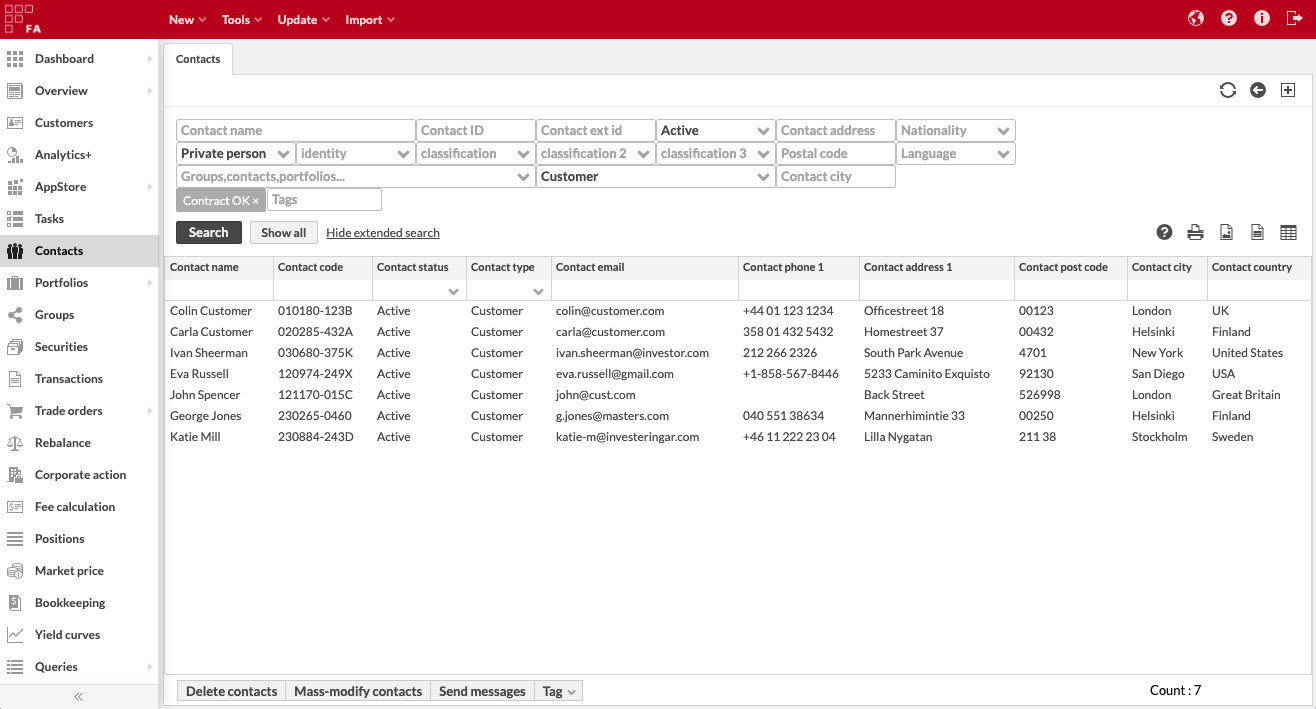 FA New Tools Update Import
Contacts
Dashboard
Overview
Customers
Analytics+
AppStore
Tasks
Contacts
Portfolios
Groups
Securities
Transactions
Trade orders
Rebalance
Corporate action
Fee calculation
Positions
Market price
Bookkeeping
Yield curves
Queries
«
Contact name Contact ID Contact ext id Active Contact address Nationality
Private person identity classification classification 2 classification 3 Postal code Language
Groups,contacts,portfolios... Customer Contact city
Contract OK × Tags
Search Show all Hide extended search
Contact name Contact code Contact status Contact type Contact email Contact phone 1 Contact address 1 Contact post code Contact city Contact country
Colin Customer 010180-123B Active Customer colin@customer.com +44 01 123 1234 Officestreet 18 00123 London UK
Carla Customer 020285-432A Active Customer carla@customer.com 358 01 432 5432 Homestreet 37 00432 Helsinki Finland
Ivan Sheerman 030680-375K Active Customer ivan.sheerman@investor.com 212 266 2326 South Park Avenue 4701 New York United States
Eva Russell 120974-249X Active Customer eva.russell@gmail.com +1-858-567-8446 5233 Caminito Exquisto 92130 San Diego USA
John Spencer 121170-015C Active Customer john@cust.com Back Street 526998 London Great Britain
George Jones 230265-0460 Active Customer g.jones@masters.com 040 551 38634 Mannerhimintie 33 00250 Helsinki Finland
Katie Mill 230884-243D Active Customer katie-m@investeringar.com +46 11 222 23 04 Lilla Nygatan 211 38 Stockholm Sweden
Delete contacts Mass-modify contacts Send messages Tag Count : 7